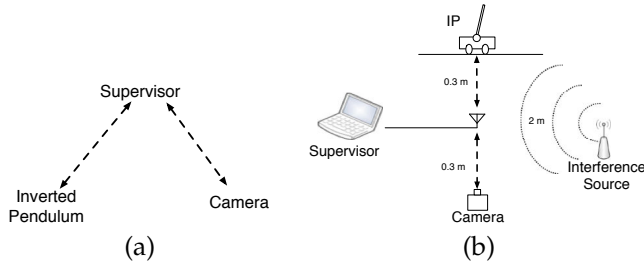 Supervisor
Inverted
Pendulum
Camera
(a)
IP
0.3 m
2 m
Supervisor
0.3 m
Interference
Source
Camera
(b)